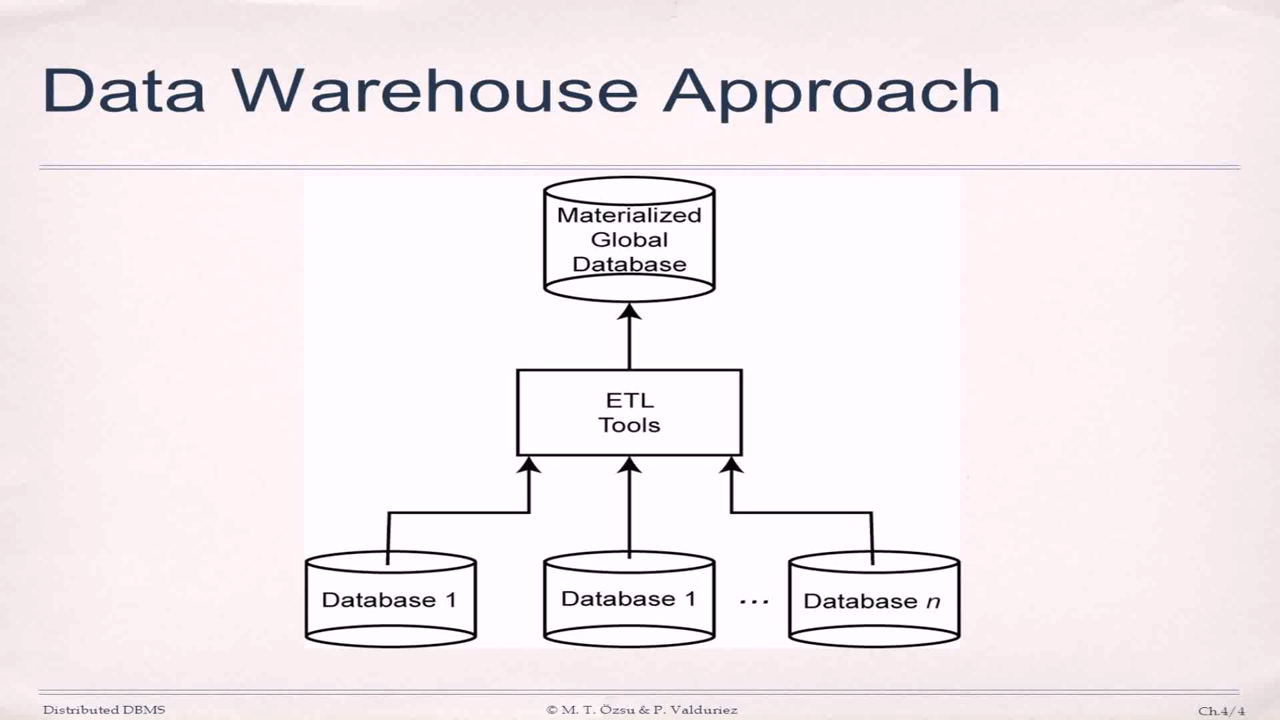 Data Warehouse Approach
Materialized
Global
Database
ETL
Tools
Database 1
Database 1
...
Database n
Distributed DBMS
© M. T. Özsu & P. Valduriez
Ch.4/4